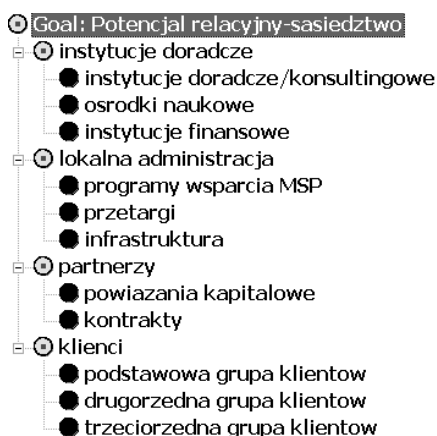 Goal: Potencjal relacyjny-sasiedztwo
instytucje doradcze
instytucje doradcze/konsultingowe
osrodki naukowe
instytucje finansowe
lokalna administracja
programy wsparcia MSP
przetargi
infrastruktura
partnerzy
powiazania kapitalowe
kontrakty
klienci
podstawowa grupa klientow
drugorzedna grupa klientow
trzeciorzedna grupa klientow